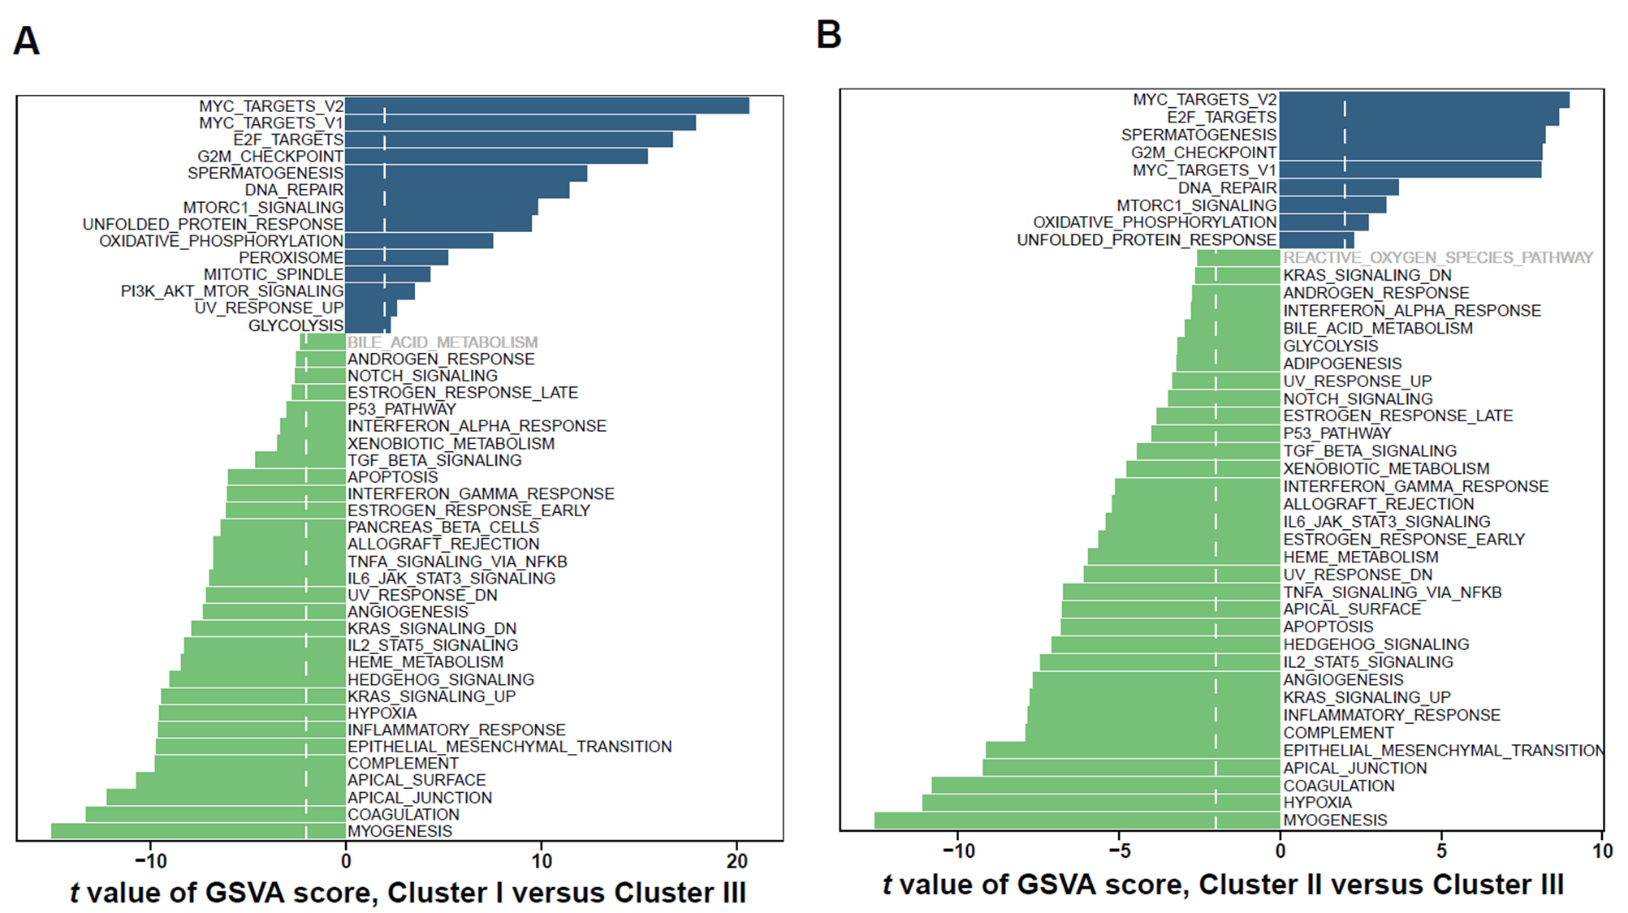 A
MYC_TARGETS_V2
MYC_TARGETS_V1
E2F_TARGETS
G2M_CHECKPOINT
SPERMATOGENESIS
DNA_REPAIR
MTORC1_SIGNALING
UNFOLDED_PROTEIN_RESPONSE
OXIDATIVE_PHOSPHORYLATION
PEROXISOME
MITOTIC_SPINDLE
PI3K_AKT_MTOR_SIGNALING
UV_RESPONSE_UP
GLYCOLYSIS
BILE_ACID_METABOLISM
ANDROGEN_RESPONSE
NOTCH_SIGNALING
ESTROGEN_RESPONSE_LATE
P53_PATHWAY
INTERFERON_ALPHA_RESPONSE
XENOBIOTIC_METABOLISM
TGF_BETA_SIGNALING
APOPTOSIS
INTERFERON_GAMMA_RESPONSE
ESTROGEN_RESPONSE_EARLY
PANCREAS_BETA_CELLS
ALLOGRAFT_REJECTION
TNFA_SIGNALING_VIA_NFKB
IL6_JAK_STAT3_SIGNALING
UV_RESPONSE_DN
ANGIOGENESIS
KRAS_SIGNALING_DN
IL2_STAT5_SIGNALING
HEME_METABOLISM
HEDGEHOG_SIGNALING
KRAS_SIGNALING_UP
HYPOXIA
INFLAMMATORY_RESPONSE
EPITHELIAL_MESENCHYMAL_TRANSITION
COMPLEMENT
APICAL_SURFACE
APICAL_JUNCTION
COAGULATION
MYOGENESIS
−10 0 10 20
t value of GSVA score, Cluster I versus Cluster III
B
MYC_TARGETS_V2
E2F_TARGETS
SPERMATOGENESIS
G2M_CHECKPOINT
MYC_TARGETS_V1
DNA_REPAIR
MTORC1_SIGNALING
OXIDATIVE_PHOSPHORYLATION
UNFOLDED_PROTEIN_RESPONSE
REACTIVE_OXYGEN_SPECIES_PATHWAY
KRAS_SIGNALING_DN
ANDROGEN_RESPONSE
INTERFERON_ALPHA_RESPONSE
BILE_ACID_METABOLISM
GLYCOLYSIS
ADIPOGENESIS
UV_RESPONSE_UP
NOTCH_SIGNALING
ESTROGEN_RESPONSE_LATE
P53_PATHWAY
TGF_BETA_SIGNALING
XENOBIOTIC_METABOLISM
INTERFERON_GAMMA_RESPONSE
ALLOGRAFT_REJECTION
IL6_JAK_STAT3_SIGNALING
ESTROGEN_RESPONSE_EARLY
HEME_METABOLISM
UV_RESPONSE_DN
TNFA_SIGNALING_VIA_NFKB
APICAL_SURFACE
APOPTOSIS
HEDGEHOG_SIGNALING
IL2_STAT5_SIGNALING
ANGIOGENESIS
KRAS_SIGNALING_UP
INFLAMMATORY_RESPONSE
COMPLEMENT
EPITHELIAL_MESENCHYMAL_TRANSITION
APICAL_JUNCTION
COAGULATION
HYPOXIA
MYOGENESIS
−10 −5 0 5 10
t value of GSVA score, Cluster II versus Cluster III